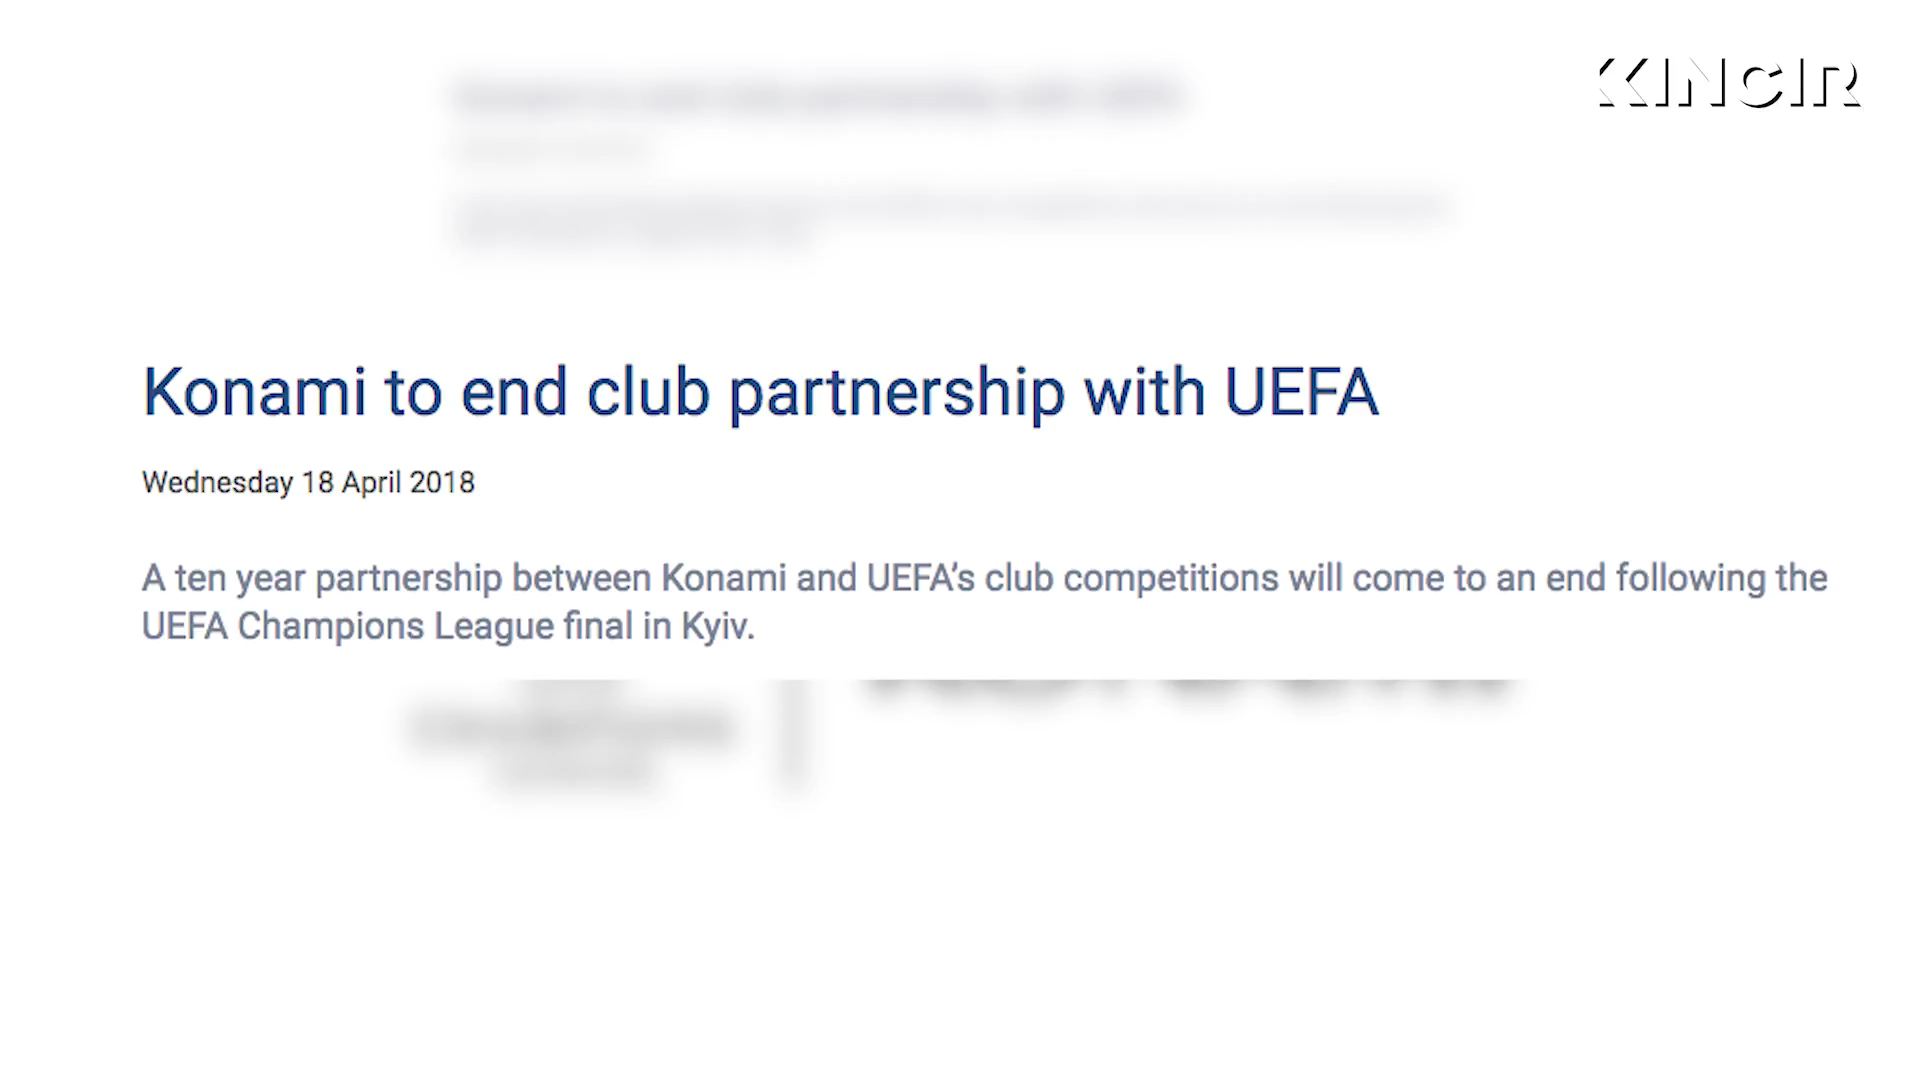 KINCIR
Konami to end club partnership with UEFA
Wednesday 18 April 2018
A ten year partnership between Konami and UEFA’s club competitions will come to an end following the
UEFA Champions League final in Kyiv.